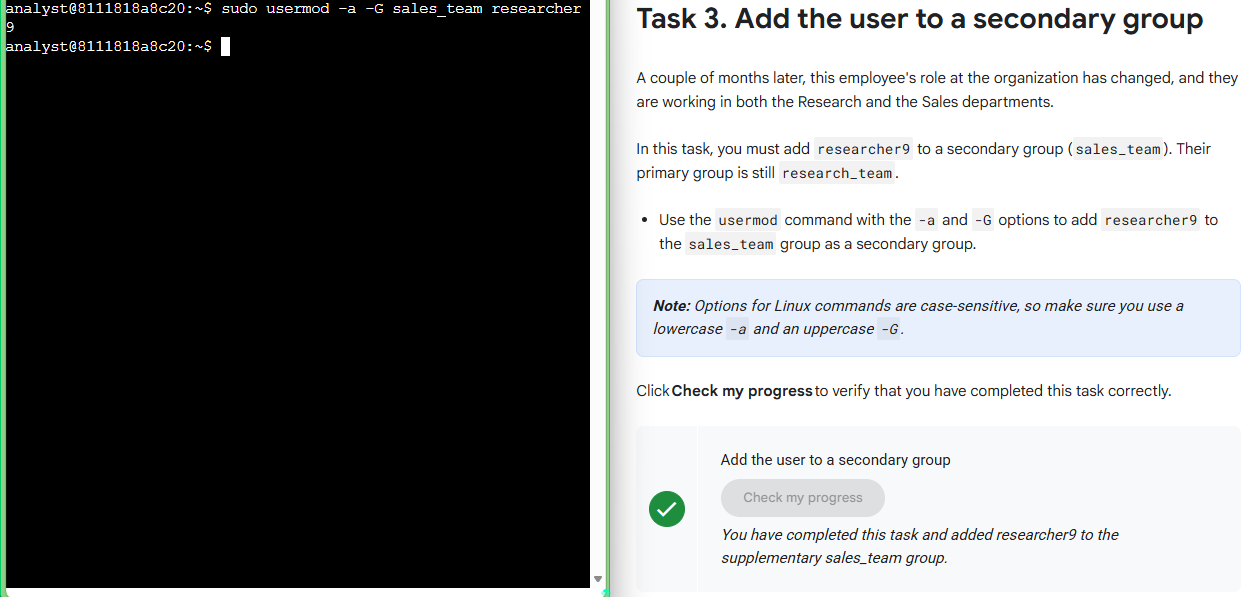 analyst@8111818a8c20:~$ sudo usermod -a -G sales_team researcher
9
analyst@8111818a8c20:~$
Task 3. Add the user to a secondary group
A couple of months later, this employee's role at the organization has changed, and they
are working in both the Research and the Sales departments.
In this task, you must add researcher9 to a secondary group (sales_team). Their
primary group is still research_team.
• Use the usermod command with the -a and -G options to add researcher9 to
the sales_team group as a secondary group.
Note: Options for Linux commands are case-sensitive, so make sure you use a
lowercase -a and an uppercase -G.
Click Check my progress to verify that you have completed this task correctly.
Add the user to a secondary group
Check my progress
You have completed this task and added researcher9 to the
supplementary sales_team group.